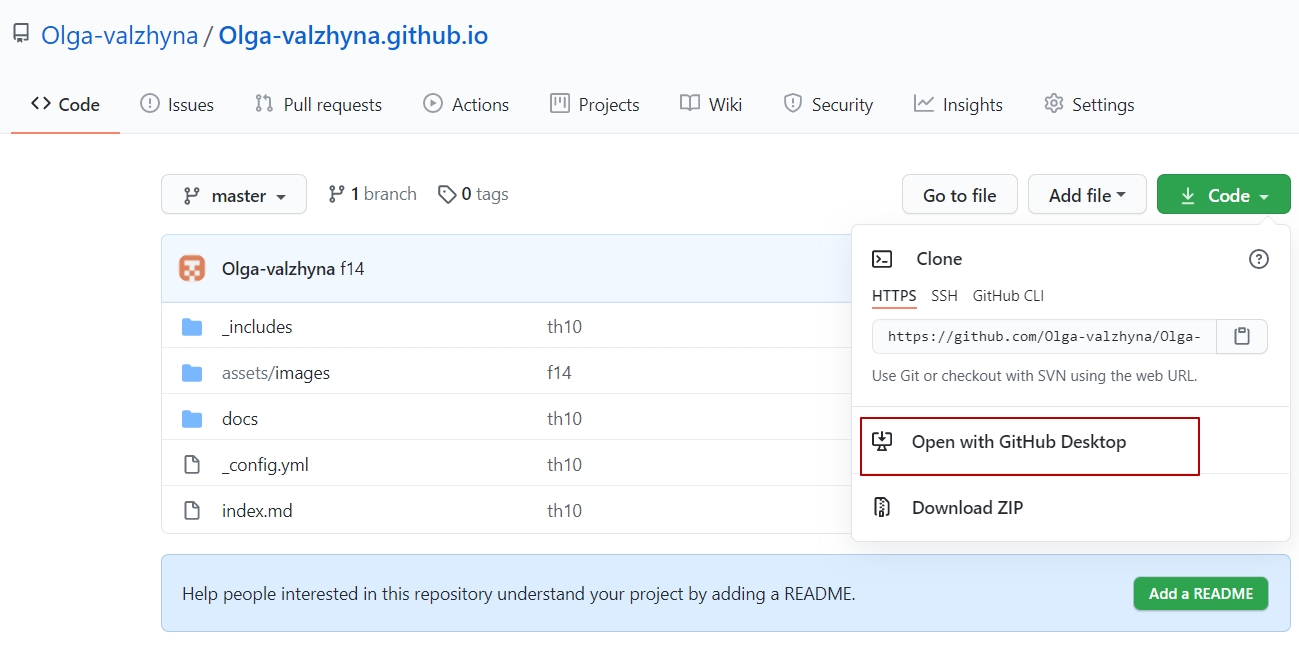 Olga-valzhyna / Olga-valzhyna.github.io
Code Issues Pull requests Actions Projects Wiki Security Insights Settings
master 1 branch 0 tags Go to file Add file Code
Olga-valzhyna f14
_includes th10
assets/images f14
docs th10
_config.yml th10
index.md th10
Clone
HTTPS SSH GitHub CLI
https://github.com/Olga-valzhyna/Olga-
Use Git or checkout with SVN using the web URL.
Open with GitHub Desktop
Download ZIP
Help people interested in this repository understand your project by adding a README. Add a README